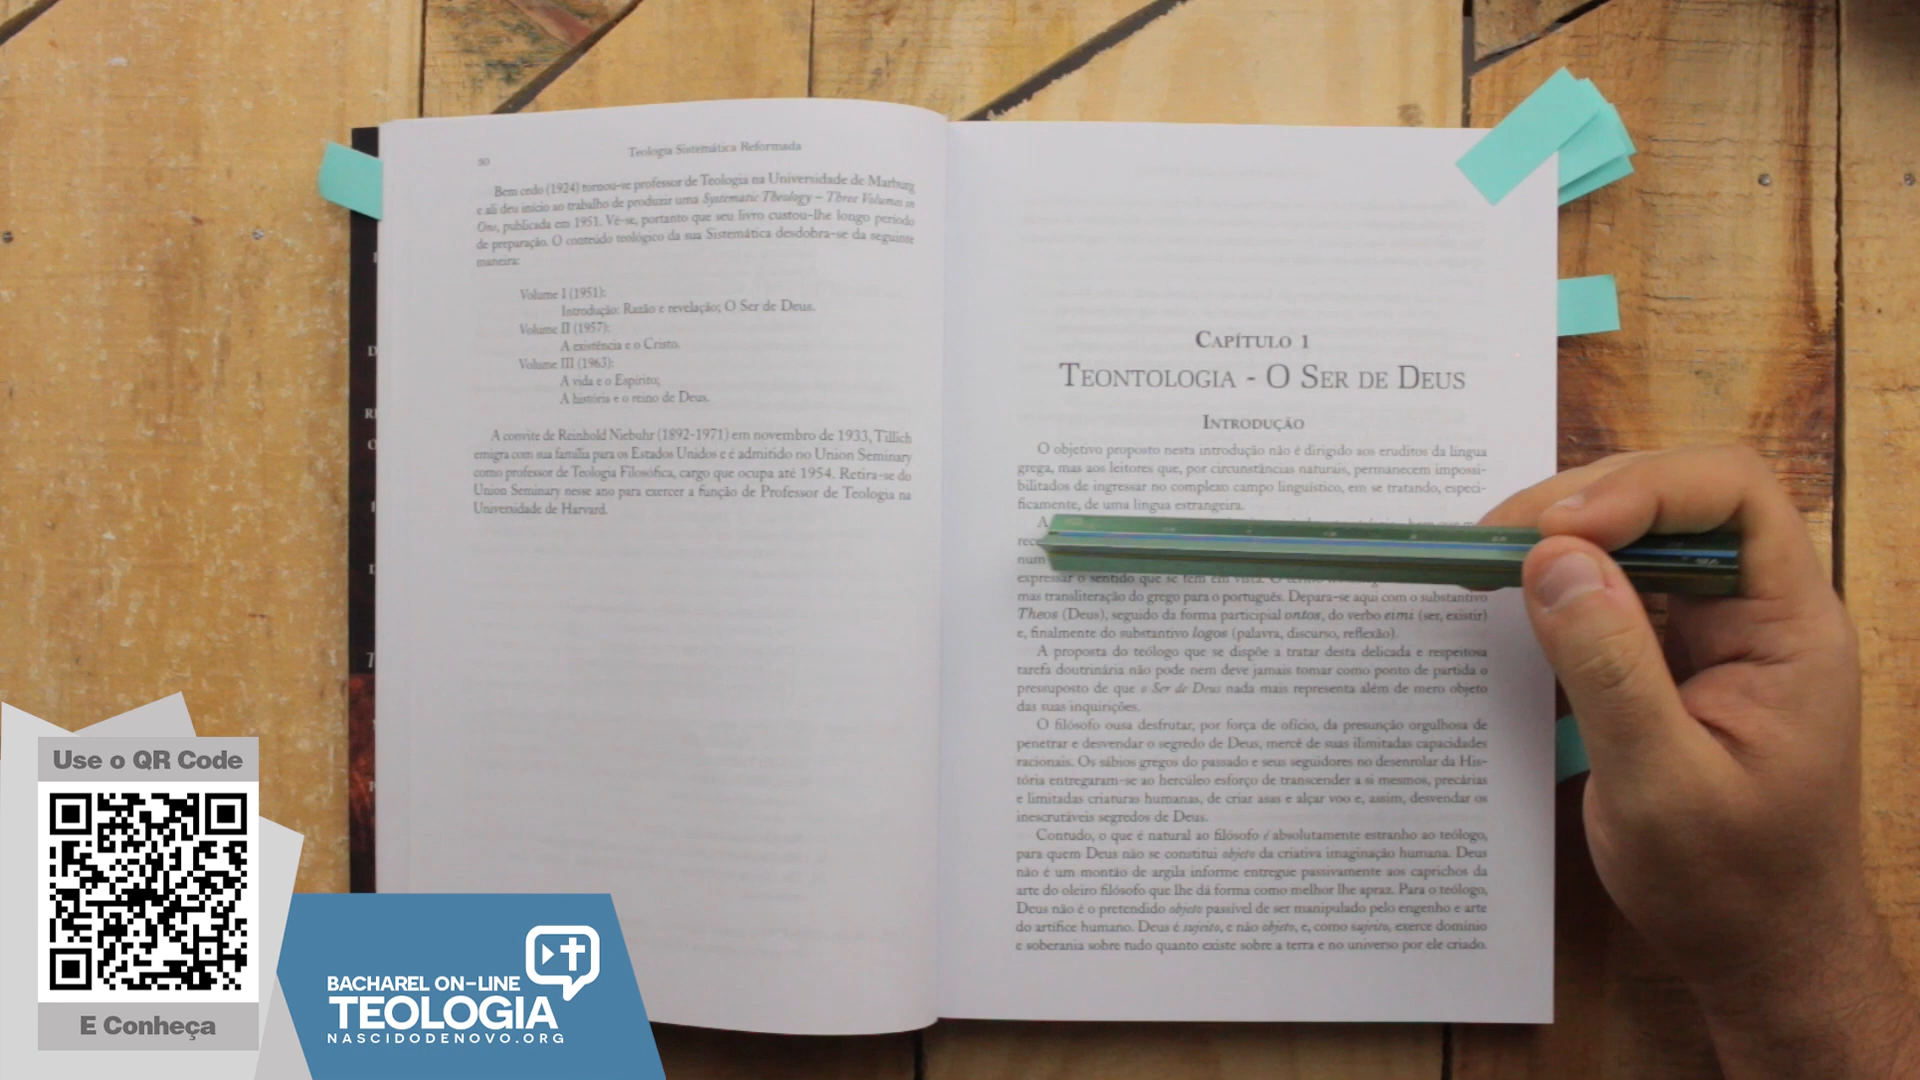 50
Teologia Sistemática Reformada
Bem cedo (1924) tornou-se professor de Teologia na Universidade de Marburg
e ali deu início ao trabalho de produzir uma Systematic Theology – Three Volumes in
One, publicada em 1951. Vê-se, portanto que seu livro custou-lhe longo período
de preparação. O conteúdo teológico da sua Sistemática desdobra-se da seguinte
maneira:
Volume I (1951):
Introdução: Razão e revelação; O Ser de Deus.
Volume II (1957):
A existência e o Cristo.
Volume III (1963):
A vida e o Espírito;
A história e o reino de Deus.
A convite de Reinhold Niebuhr (1892-1971) em novembro de 1933, Tillich
emigra com sua família para os Estados Unidos e é admitido no Union Seminary
como professor de Teologia Filosófica, cargo que ocupa até 1954. Retira-se do
Union Seminary nesse ano para exercer a função de Professor de Teologia na
Universidade de Harvard.
CAPÍTULO 1
TEONTOLOGIA - O SER DE DEUS
INTRODUÇÃO
O objetivo proposto nesta introdução não é dirigido aos eruditos da língua
grega, mas aos leitores que, por circunstâncias naturais, permanecem impossi-
bilitados de ingressar no complexo campo linguístico, em se tratando, especi-
ficamente, de uma língua estrangeira.
A
num
expressar o sentido que se tem em vista. O
mas transliteração do grego para o português. Depara-se aqui com o substantivo
Theos (Deus), seguido da forma participial ontos, do verbo eimi (ser, existir)
e, finalmente do substantivo logos (palavra, discurso, reflexão).
A proposta do teólogo que se dispõe a tratar desta delicada e respeitosa
tarefa doutrinária não pode nem deve jamais tomar como ponto de partida o
pressuposto de que o Ser de Deus nada mais representa além de mero objeto
das suas inquirições.
O filósofo ousa desfrutar, por força de ofício, da presunção orgulhosa de
penetrar e desvendar o segredo de Deus, mercê de suas ilimitadas capacidades
racionais. Os sábios gregos do passado e seus seguidores no desenrolar da His-
tória entregaram-se ao hercúleo esforço de transcender a si mesmos, precárias
e limitadas criaturas humanas, de criar asas e alçar voo e, assim, desvendar os
inescrutáveis segredos de Deus.
Contudo, o que é natural ao filósofo é absolutamente estranho ao teólogo,
para quem Deus não se constitui objeto da criativa imaginação humana. Deus
não é um montão de argila informe entregue passivamente aos caprichos da
arte do oleiro filósofo que lhe dá forma como melhor lhe apraz. Para o teólogo,
Deus não é o pretendido objeto passível de ser manipulado pelo engenho e arte
do artífice humano. Deus é sujeito, e não objeto, e, como sujeito, exerce domínio
e soberania sobre tudo quanto existe sobre a terra e no universo por ele criado.
Use o QR Code
E Conheça
BACHAREL ON-LINE
TEOLOGIA
NASCIDODENOVO.ORG